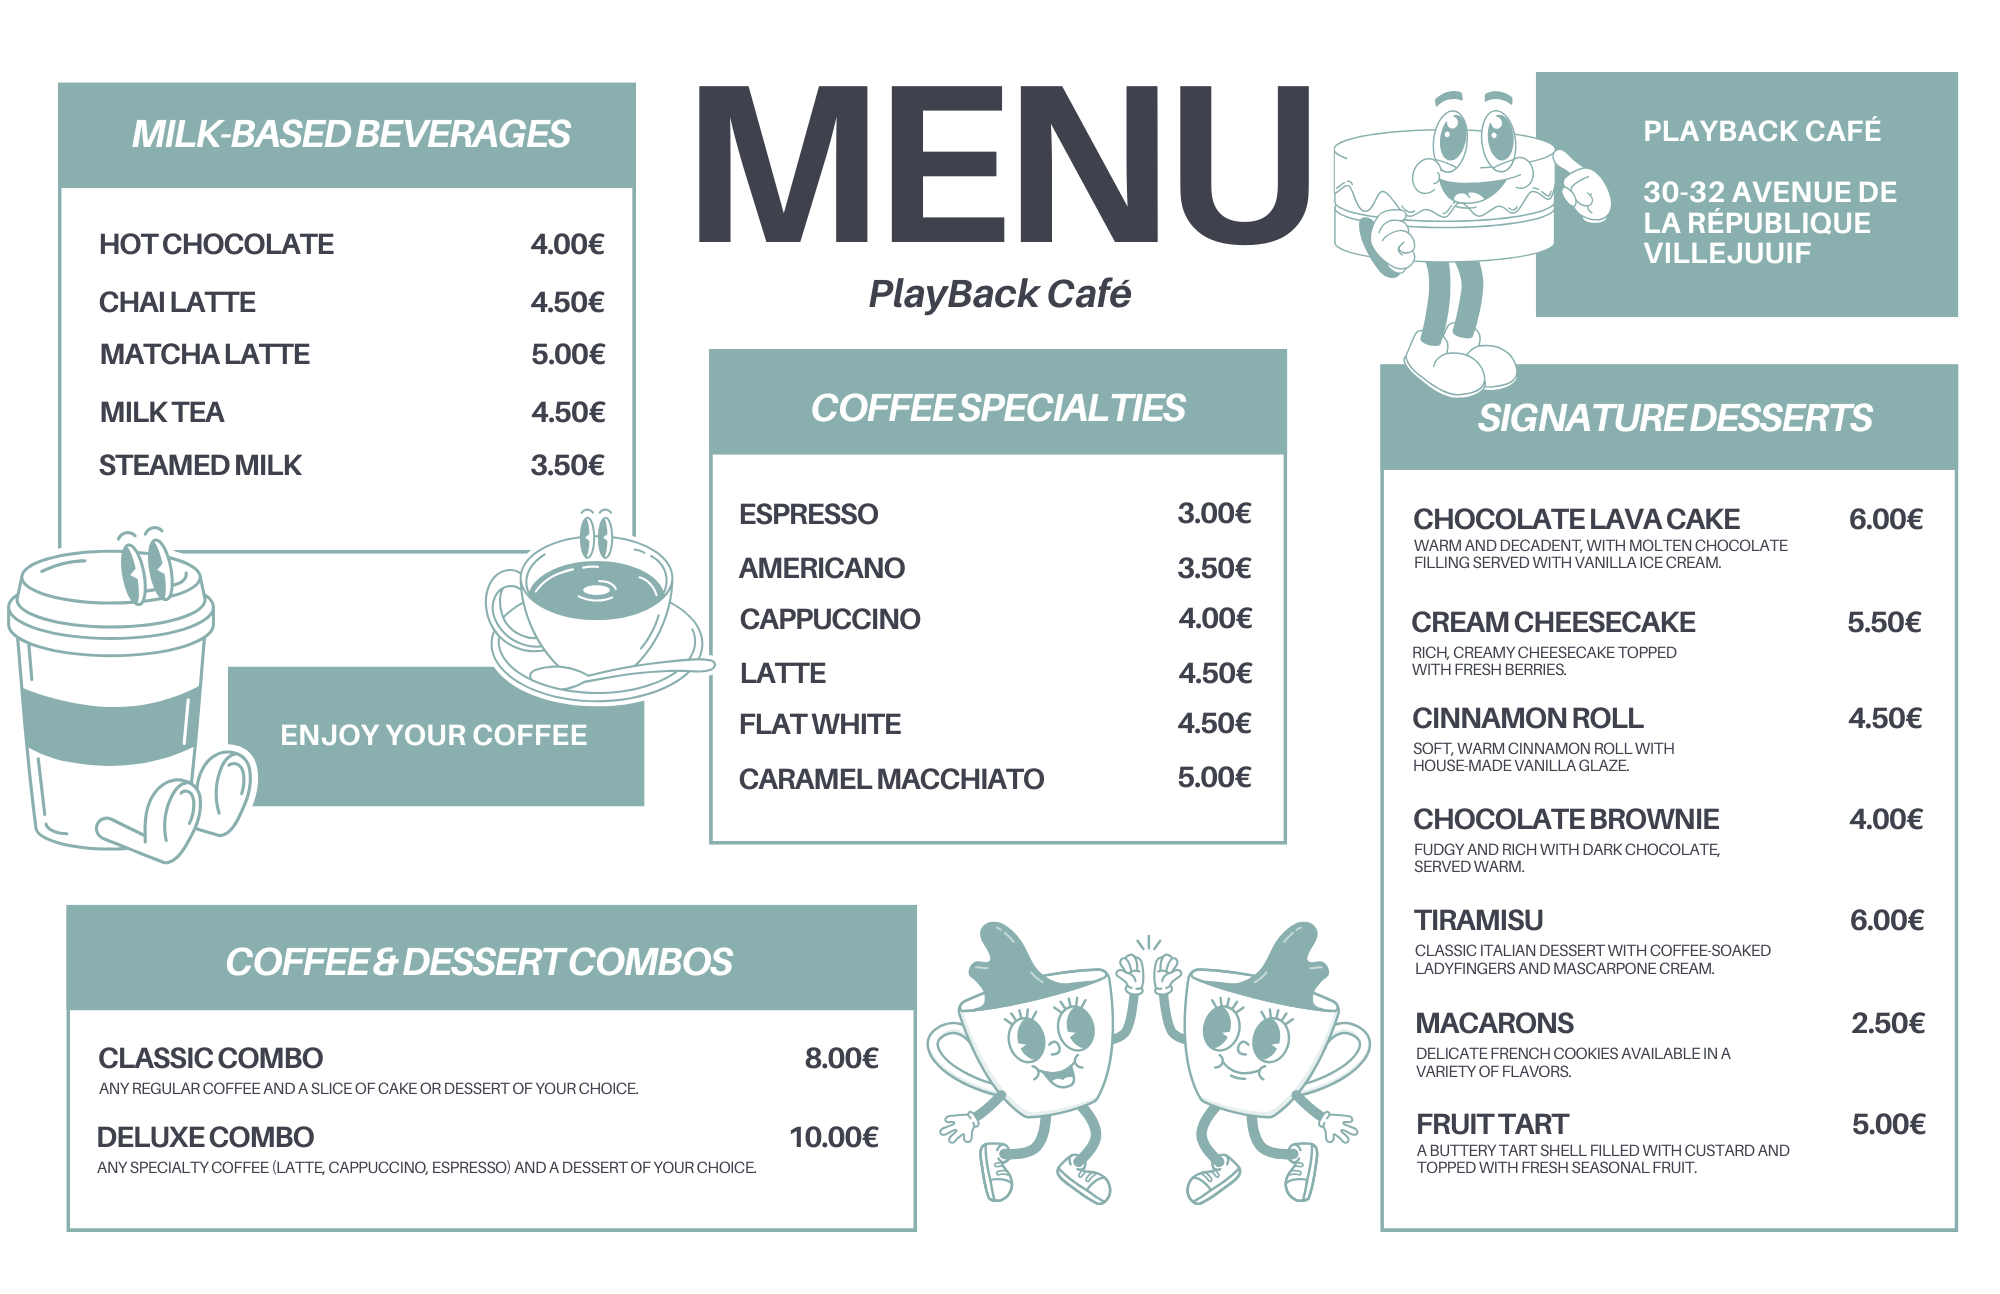 MENU
PlayBack Café
PLAYBACK CAFÉ
30-32 AVENUE DE
LA RÉPUBLIQUE
VILLEJUUIF
MILK-BASED BEVERAGES
HOT CHOCOLATE 4.00€
CHAI LATTE 4.50€
MATCHA LATTE 5.00€
MILK TEA 4.50€
STEAMED MILK 3.50€
ENJOY YOUR COFFEE
COFFEE SPECIALTIES
ESPRESSO 3.00€
AMERICANO 3.50€
CAPPUCCINO 4.00€
LATTE 4.50€
FLAT WHITE 4.50€
CARAMEL MACCHIATO 5.00€
COFFEE & DESSERT COMBOS
CLASSIC COMBO 8.00€
ANY REGULAR COFFEE AND A SLICE OF CAKE OR DESSERT OF YOUR CHOICE.
DELUXE COMBO 10.00€
ANY SPECIALTY COFFEE (LATTE, CAPPUCCINO, ESPRESSO) AND A DESSERT OF YOUR CHOICE.
SIGNATURE DESSERTS
CHOCOLATE LAVA CAKE 6.00€
WARM AND DECADENT, WITH MOLTEN CHOCOLATE
FILLING SERVED WITH VANILLA ICE CREAM.
CREAM CHEESECAKE 5.50€
RICH, CREAMY CHEESECAKE TOPPED
WITH FRESH BERRIES.
CINNAMON ROLL 4.50€
SOFT, WARM CINNAMON ROLL WITH
HOUSE-MADE VANILLA GLAZE.
CHOCOLATE BROWNIE 4.00€
FUDGY AND RICH WITH DARK CHOCOLATE,
SERVED WARM.
TIRAMISU 6.00€
CLASSIC ITALIAN DESSERT WITH COFFEE-SOAKED
LADYFINGERS AND MASCARPONE CREAM.
MACARONS 2.50€
DELICATE FRENCH COOKIES AVAILABLE IN A
VARIETY OF FLAVORS.
FRUIT TART 5.00€
A BUTTERY TART SHELL FILLED WITH CUSTARD AND
TOPPED WITH FRESH SEASONAL FRUIT.